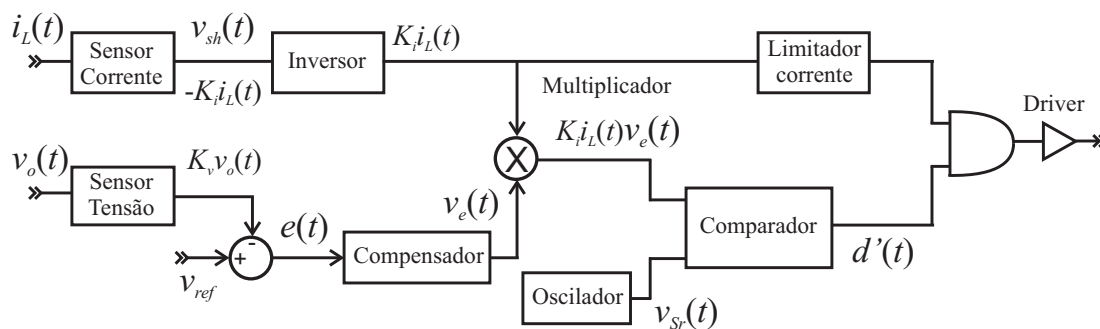 i_L(t)
Sensor
Corrente
v_sh(t)
-K_i i_L(t)
Inversor
K_i i_L(t)
Limitador
corrente
Multiplicador
Driver
K_i i_L(t)v_e(t)
X
v_o(t)
Sensor
Tensão
K_v v_o(t)
-
+
v_ref
e(t)
Compensador
v_e(t)
Comparador
d’(t)
Oscilador
v_Sr(t)